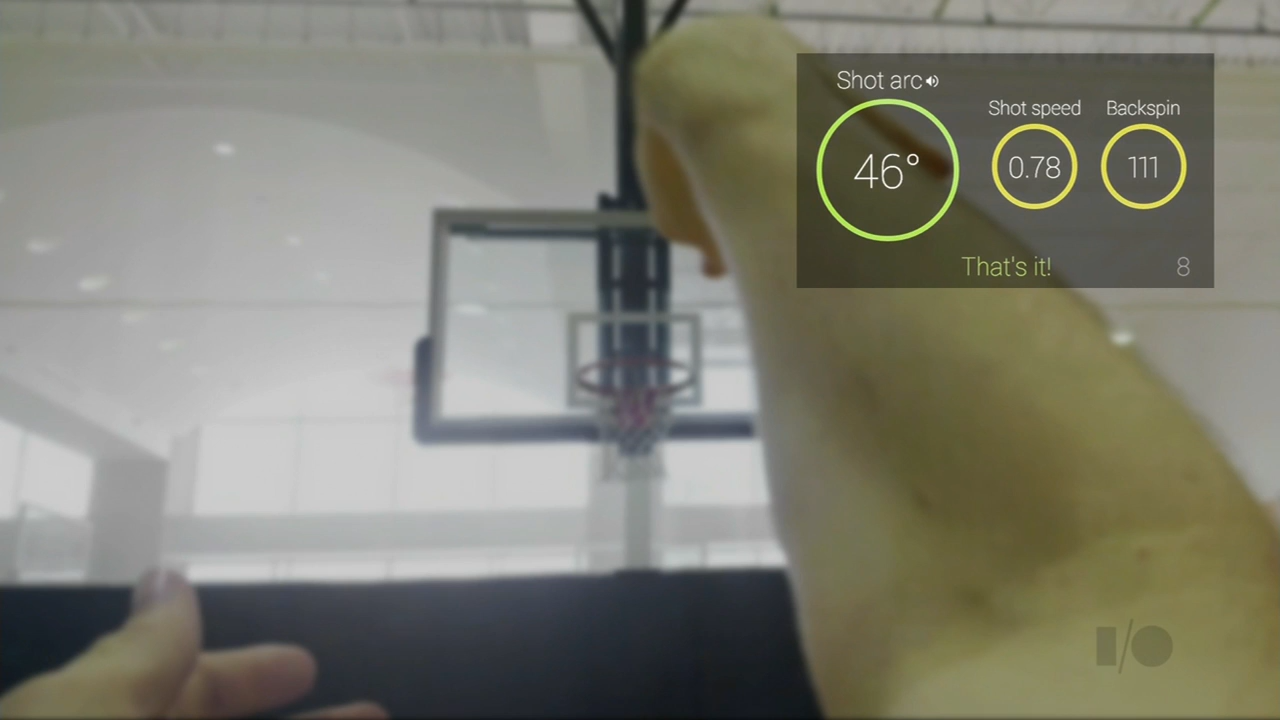 Shot arc
46°
Shot speed
0.78
Backspin
111
That's it!
8
I/O